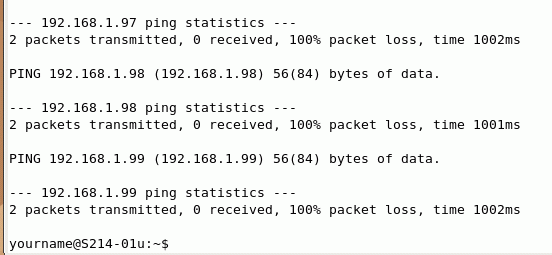 --- 192.168.1.97 ping statistics ---
2 packets transmitted, 0 received, 100% packet loss, time 1002ms
PING 192.168.1.98 (192.168.1.98) 56(84) bytes of data.
--- 192.168.1.98 ping statistics ---
2 packets transmitted, 0 received, 100% packet loss, time 1001ms
PING 192.168.1.99 (192.168.1.99) 56(84) bytes of data.
--- 192.168.1.99 ping statistics ---
2 packets transmitted, 0 received, 100% packet loss, time 1002ms
yourname@S214-01u:~$